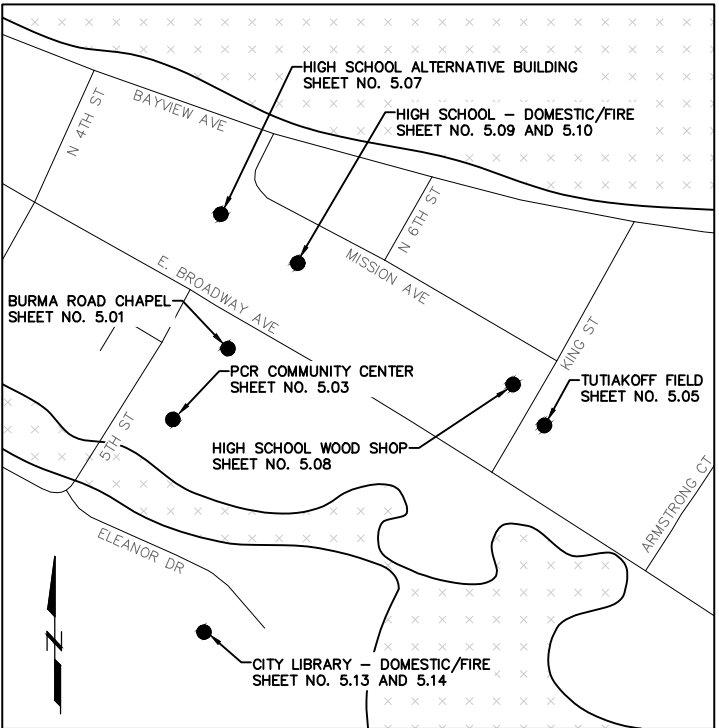 HIGH SCHOOL ALTERNATIVE BUILDING
SHEET NO. 5.07
N 4TH ST
BAYVIEW AVE
HIGH SCHOOL – DOMESTIC/FIRE
SHEET NO. 5.09 AND 5.10
N 6TH ST
MISSION AVE
E. BROADWAY AVE
BURMA ROAD CHAPEL
SHEET NO. 5.01
KING ST
PCR COMMUNITY CENTER
SHEET NO. 5.03
TUTIAKOFF FIELD
SHEET NO. 5.05
HIGH SCHOOL WOOD SHOP
SHEET NO. 5.08
5TH ST
ARMSTRONG CT
ELEANOR DR
N
CITY LIBRARY – DOMESTIC/FIRE
SHEET NO. 5.13 AND 5.14